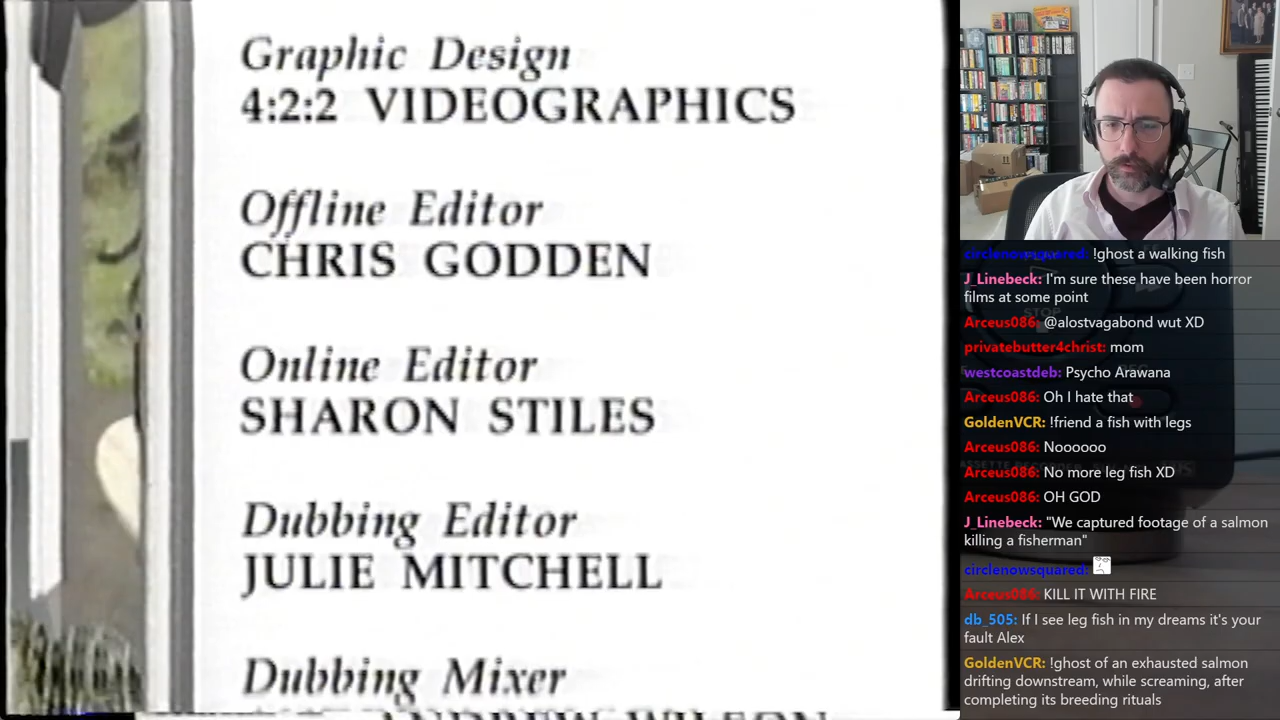 Graphic Design
4:2:2 VIDEOGRAPHICS
Offline Editor
CHRIS GODDEN
Online Editor
SHARON STILES
Dubbing Editor
JULIE MITCHELL
Dubbing Mixer
ANDREW WILSON
circlenowsquared: !ghost a walking fish
J_Linebeck: I'm sure these have been horror
films at some point
Arceus086: @alostvagabond wut XD
privatebutter4christ: mom
westcoastdeb: Psycho Arawana
Arceus086: Oh I hate that
GoldenVCR: !friend a fish with legs
Arceus086: Noooooo
Arceus086: No more leg fish XD
Arceus086: OH GOD
J_Linebeck: "We captured footage of a salmon
killing a fisherman"
circlenowsquared:
Arceus086: KILL IT WITH FIRE
db_505: If I see leg fish in my dreams it's your
fault Alex
GoldenVCR: !ghost of an exhausted salmon
drifting downstream, while screaming, after
completing its breeding rituals
STOP